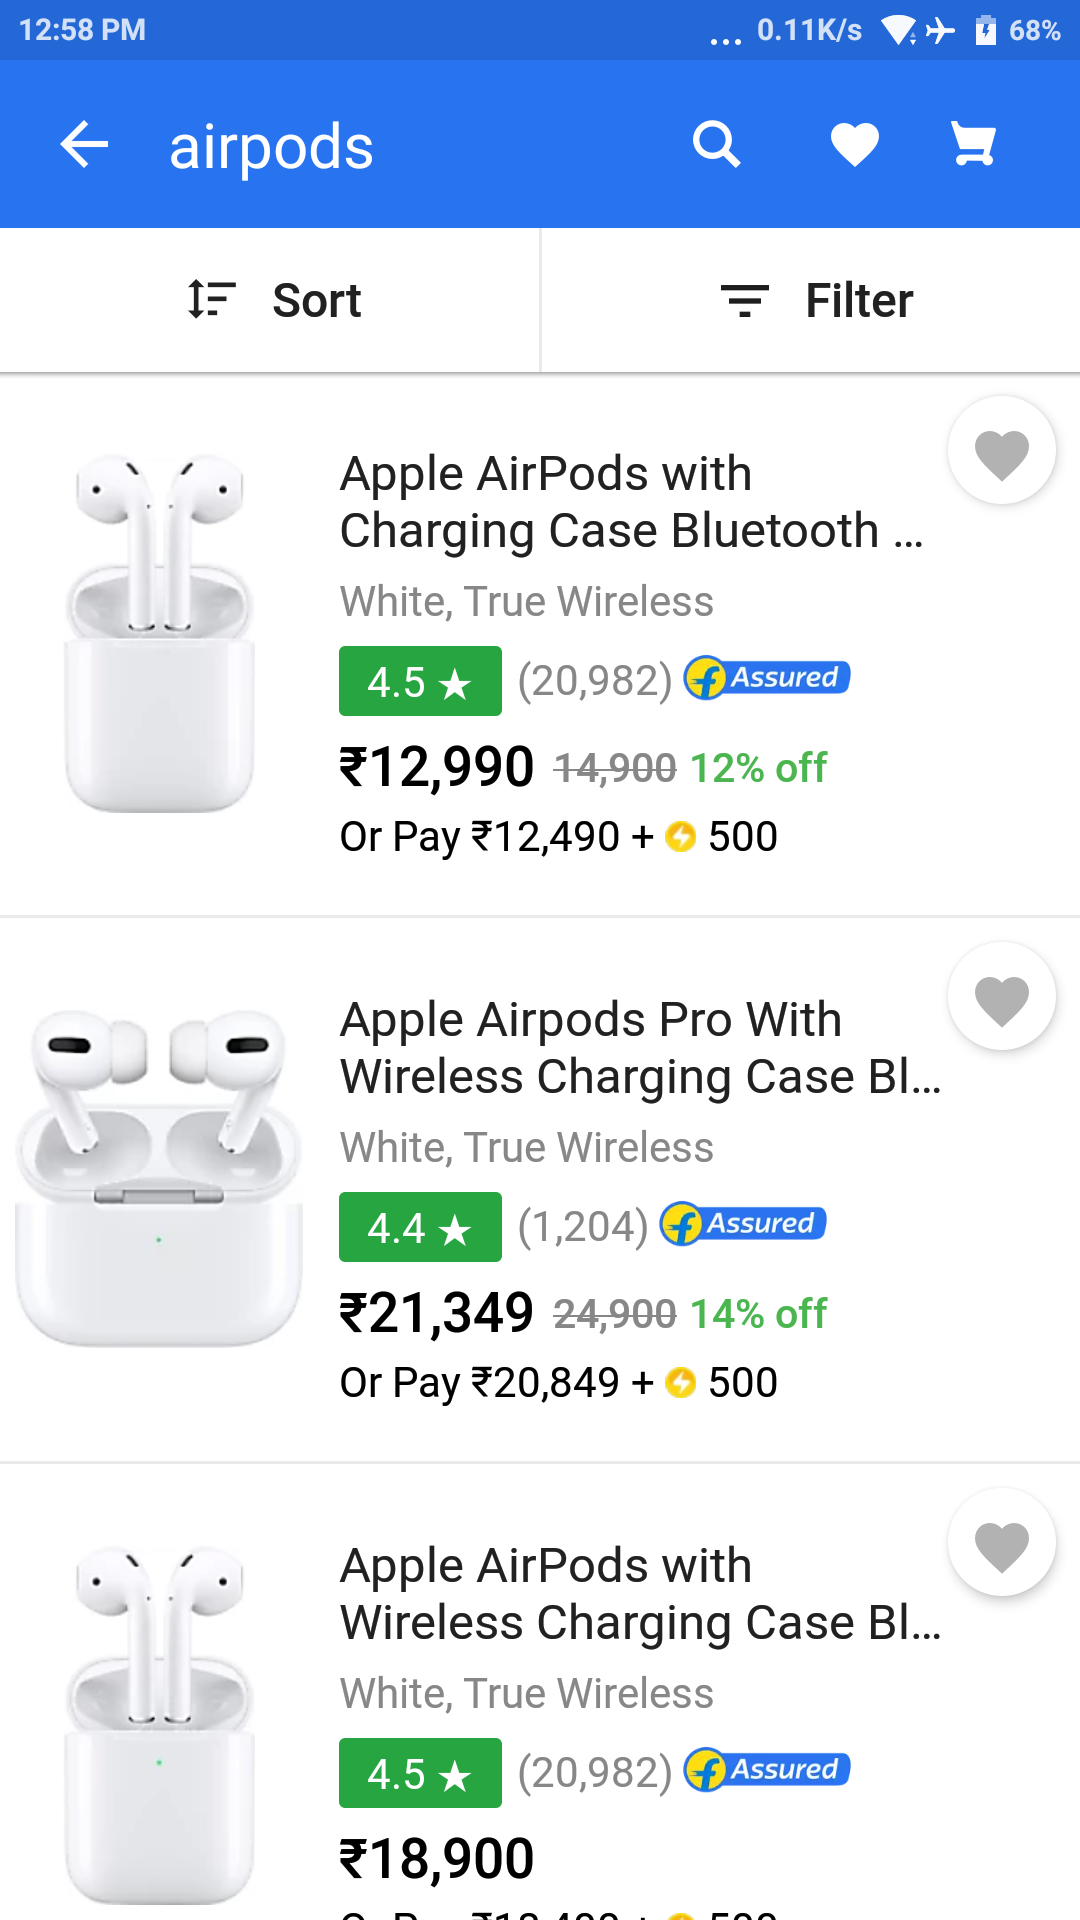 12:58 PM
... 0.11K/s 68%
airpods
Sort
Filter
Apple AirPods with
Charging Case Bluetooth ...
White, True Wireless
4.5 ★ (20,982) Assured
₹12,990 14,900 12% off
Or Pay ₹12,490 + 500
Apple Airpods Pro With
Wireless Charging Case Bl...
White, True Wireless
4.4 ★ (1,204) Assured
₹21,349 24,900 14% off
Or Pay ₹20,849 + 500
Apple AirPods with
Wireless Charging Case Bl...
White, True Wireless
4.5 ★ (20,982) Assured
₹18,900